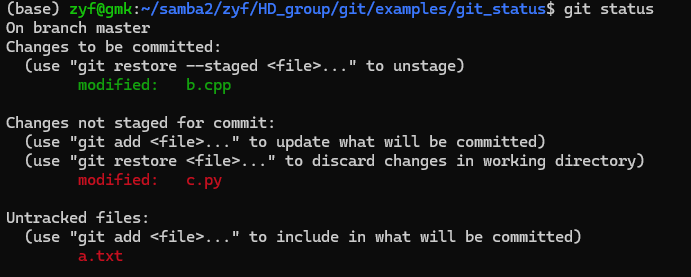 (base) zyf@gmk:~/samba2/zyf/HD_group/git/examples/git_status$ git status
On branch master
Changes to be committed:
  (use "git restore --staged <file>..." to unstage)
        modified:   b.cpp

Changes not staged for commit:
  (use "git add <file>..." to update what will be committed)
  (use "git restore <file>..." to discard changes in working directory)
        modified:   c.py

Untracked files:
  (use "git add <file>..." to include in what will be committed)
        a.txt